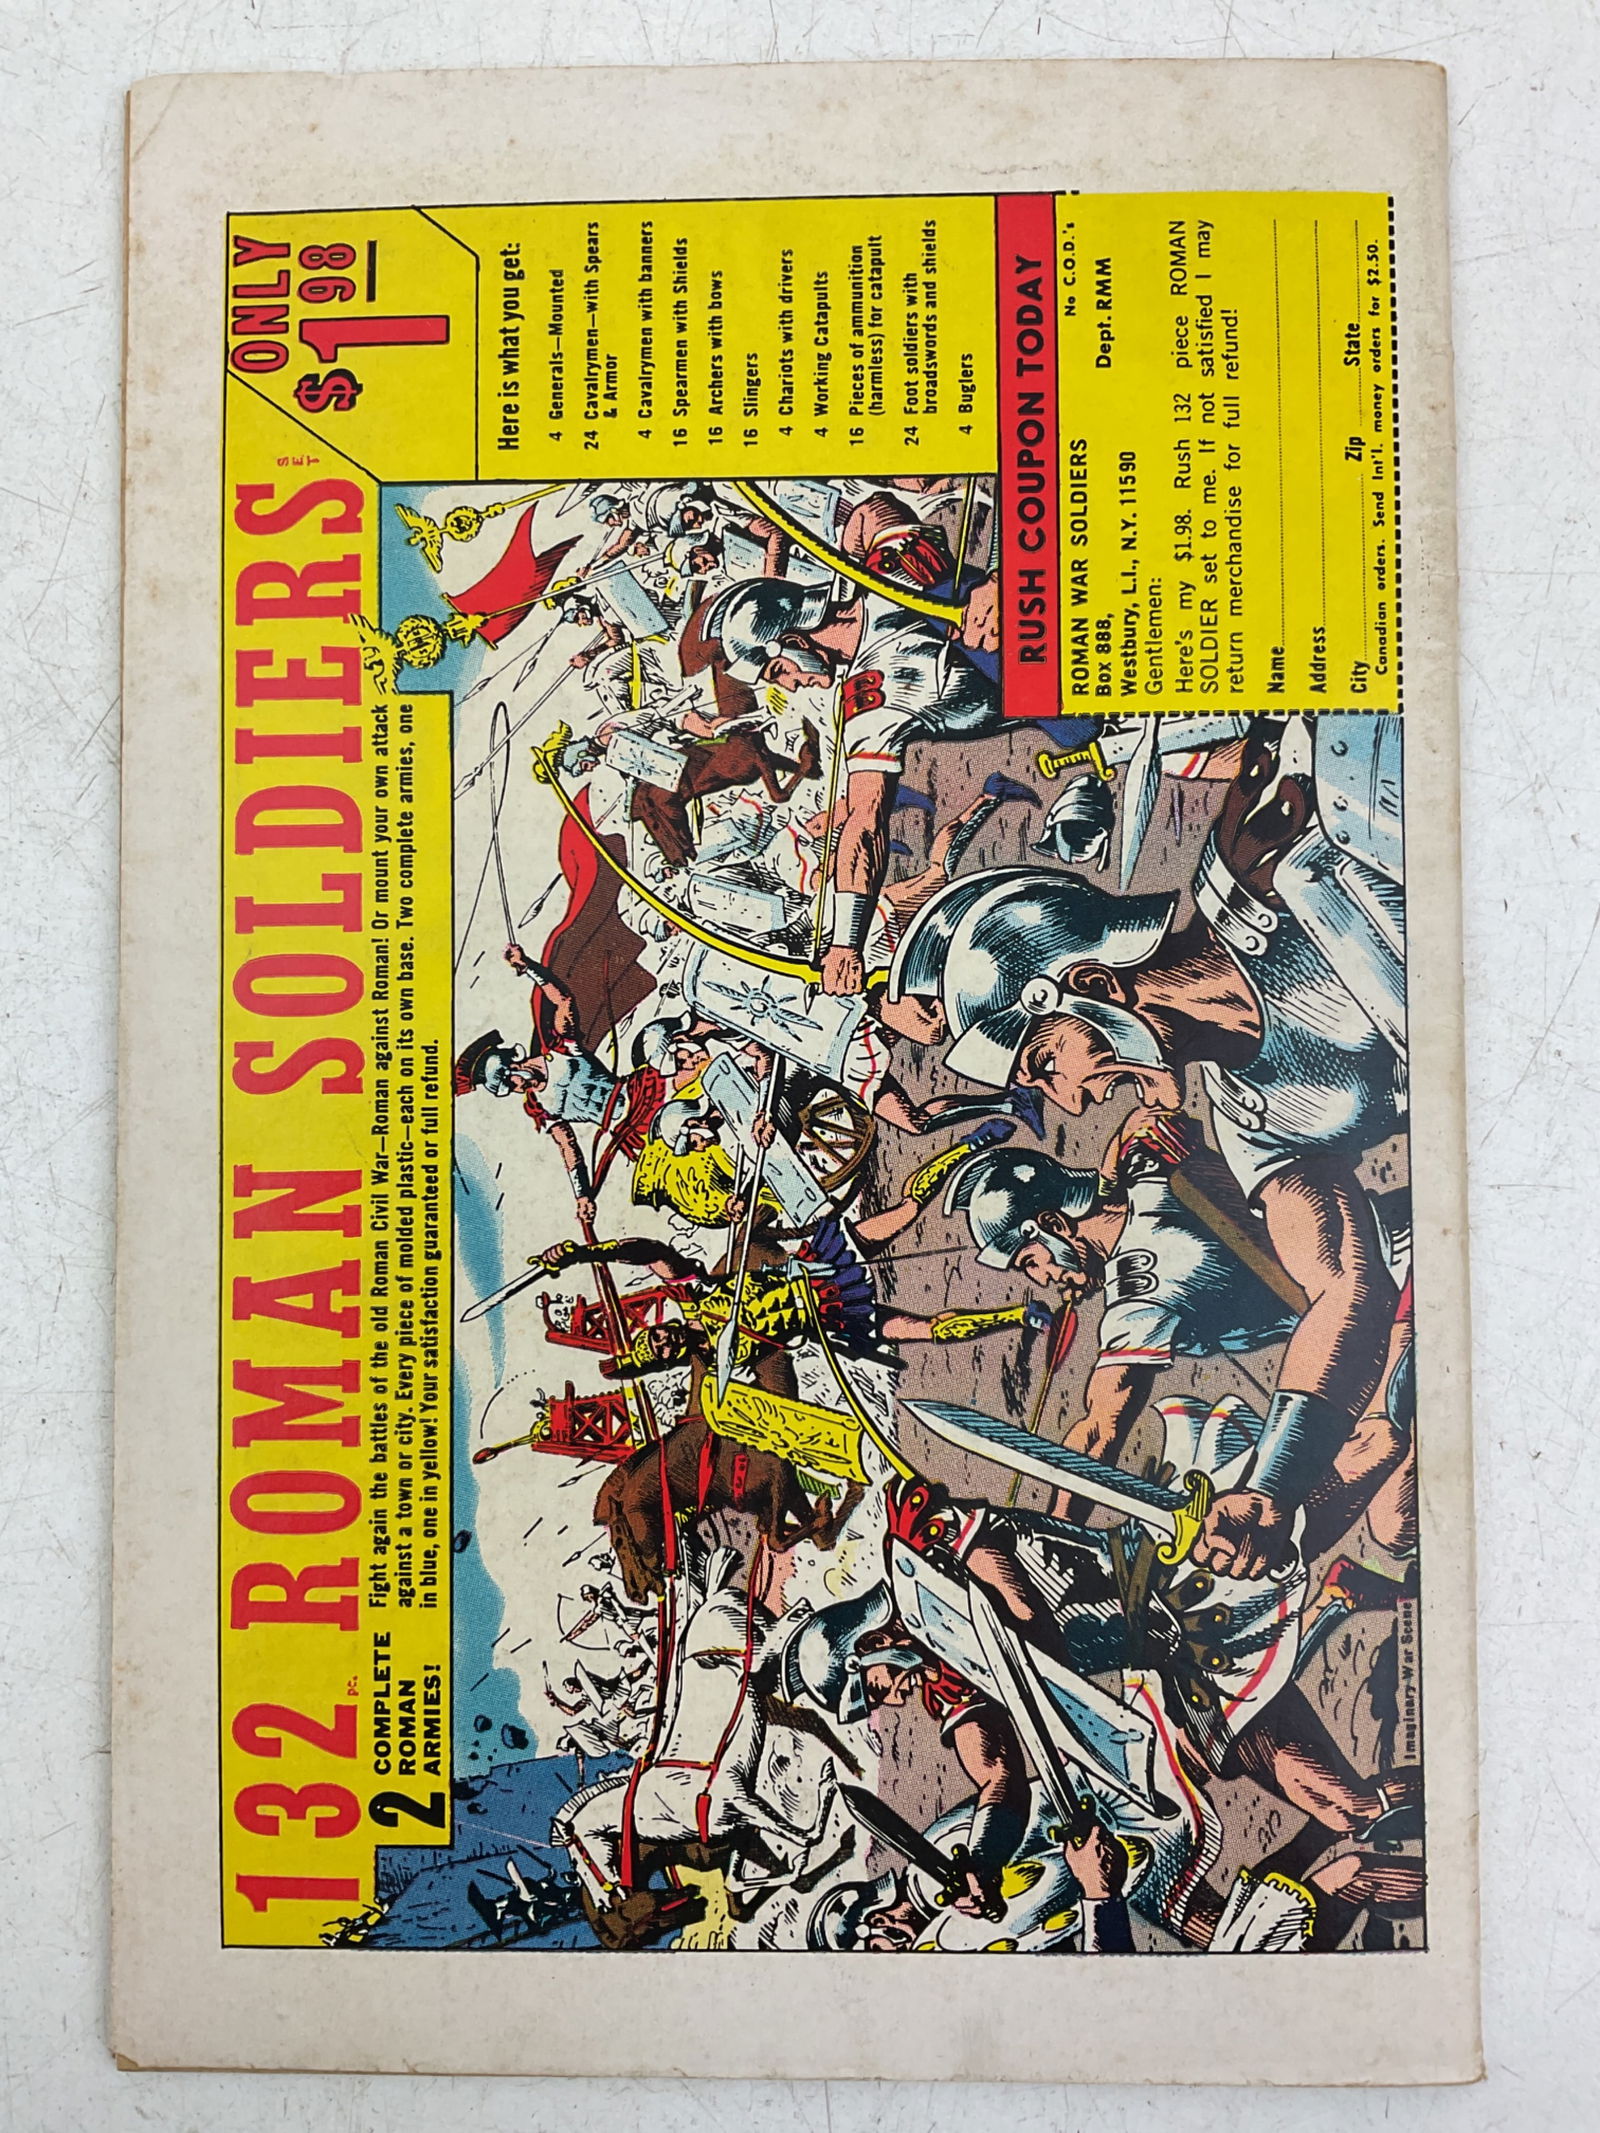 132 pc. ROMAN SOLDIERS SET
ONLY
$1.98
2 COMPLETE
ROMAN
ARMIES!
Fight again the battles of the old Roman Civil War—Roman against Roman! Or mount your own attack
against a town or city. Every piece of molded plastic—each on its own base. Two complete armies, one
in blue, one in yellow! Your satisfaction guaranteed or full refund.
Here is what you get:
4 Generals—Mounted
24 Cavalrymen—with Spears
& Armor
4 Cavalrymen with banners
16 Spearmen with Shields
16 Archers with bows
16 Slingers
4 Chariots with drivers
4 Working Catapults
16 Pieces of ammunition
(harmless) for catapult
24 Foot soldiers with
broadswords and shields
4 Buglers
RUSH COUPON TODAY
No C.O.D.'s
ROMAN WAR SOLDIERS
Box 888, Dept. RMM
Westbury, L.I., N.Y. 11590
Gentlemen:
Here's my $1.98. Rush 132 piece ROMAN
SOLDIER set to me. If not satisfied I may
return merchandise for full refund!
Name
Address
City Zip State
Canadian orders. Send Int'l. money orders for $2.50.
Imaginary War Scene